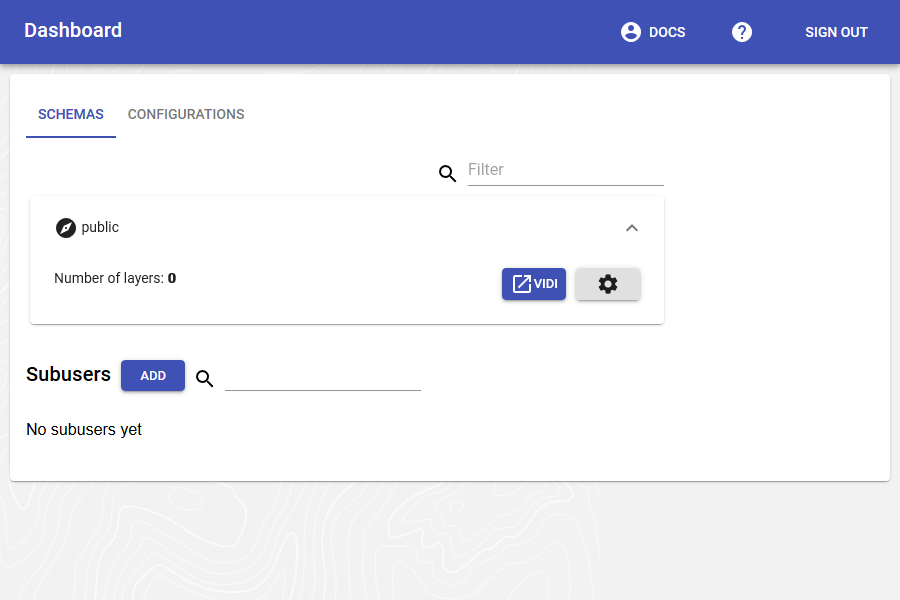 Dashboard
DOCS
SIGN OUT
SCHEMAS CONFIGURATIONS
Filter
public
Number of layers: 0
VIDI
Subusers ADD
No subusers yet